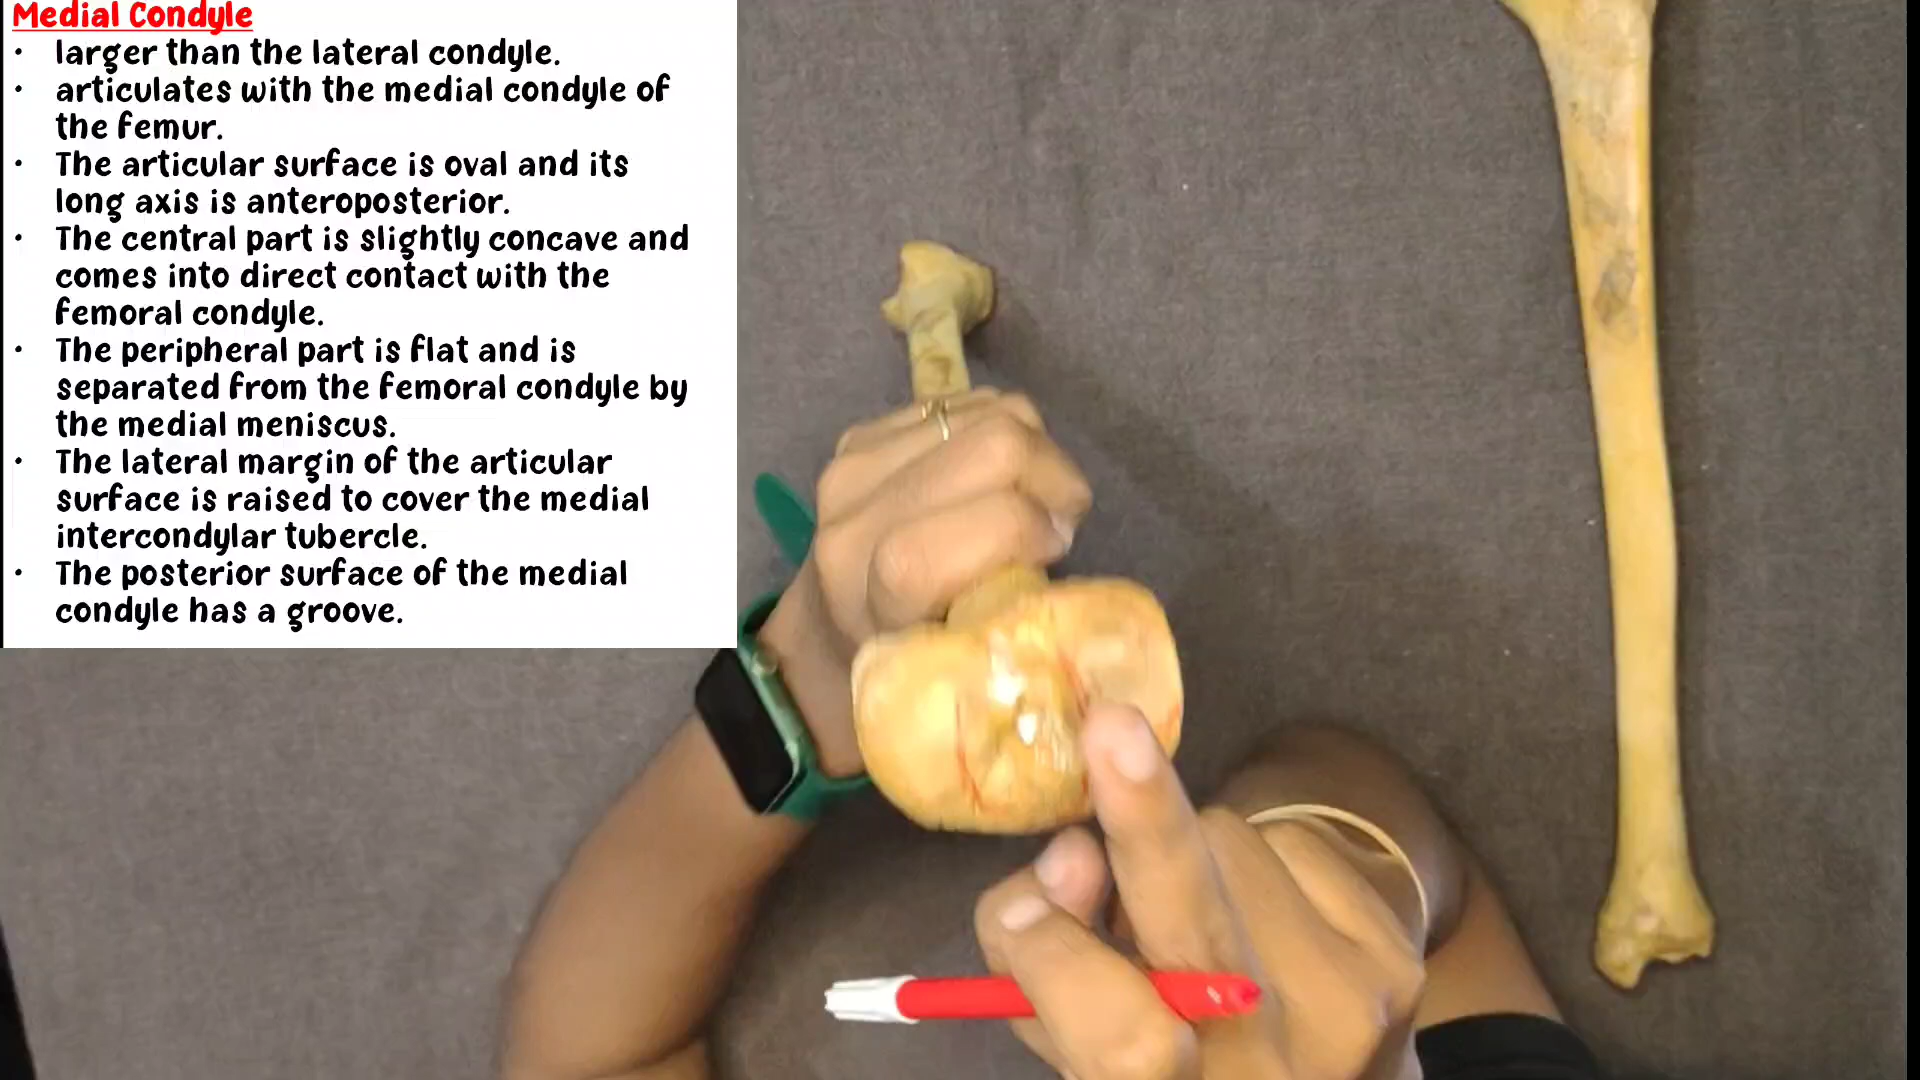 Medial Condyle
• larger than the lateral condyle.
• articulates with the medial condyle of
the femur.
• The articular surface is oval and its
long axis is anteroposterior.
• The central part is slightly concave and
comes into direct contact with the
femoral condyle.
• The peripheral part is flat and is
separated from the femoral condyle by
the medial meniscus.
• The lateral margin of the articular
surface is raised to cover the medial
intercondylar tubercle.
• The posterior surface of the medial
condyle has a groove.